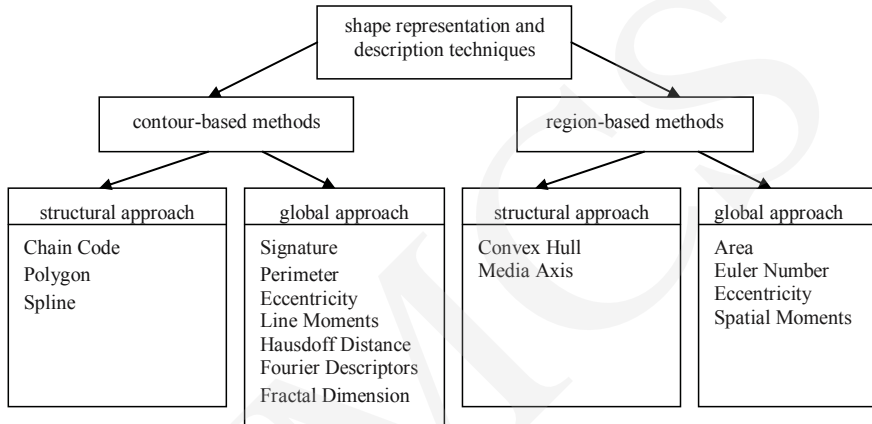 shape representation and
description techniques
contour-based methods
region-based methods
structural approach
Chain Code
Polygon
Spline
global approach
Signature
Perimeter
Eccentricity
Line Moments
Hausdoff Distance
Fourier Descriptors
Fractal Dimension
structural approach
Convex Hull
Media Axis
global approach
Area
Euler Number
Eccentricity
Spatial Moments